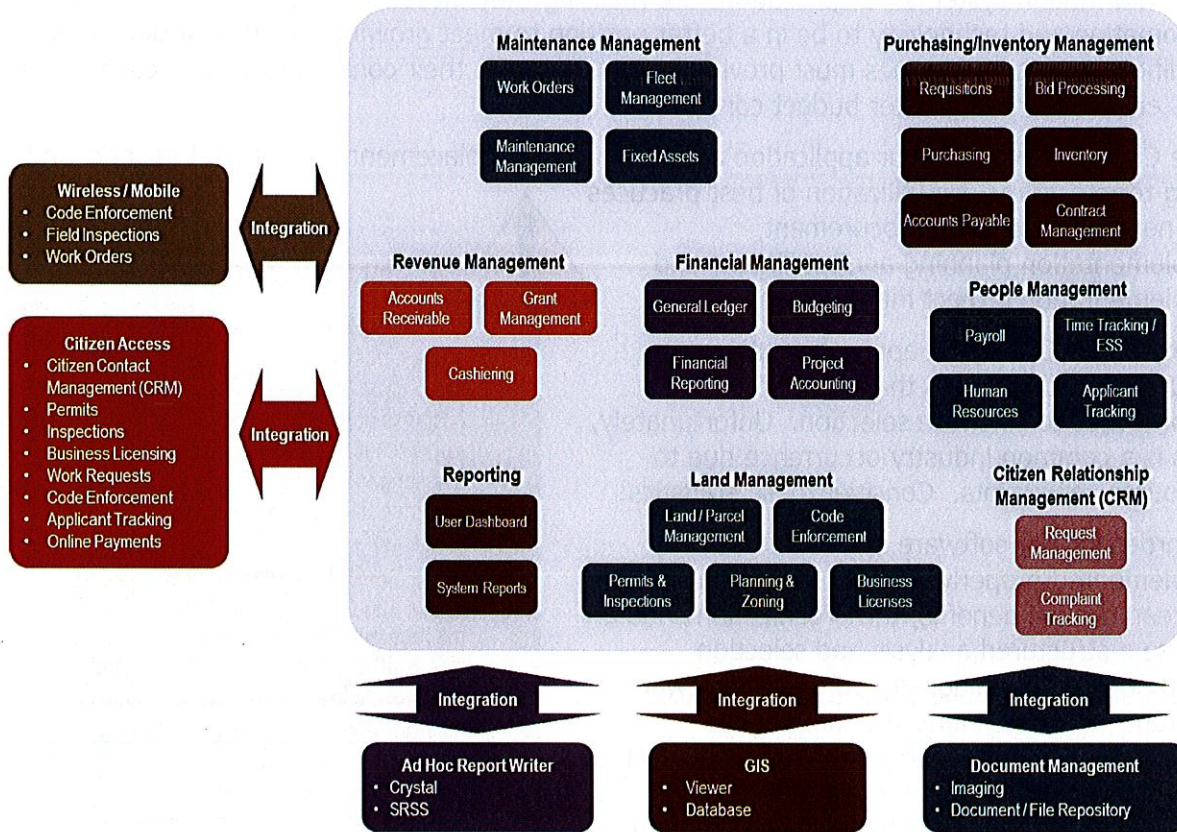 Maintenance Management
Work Orders
Fleet
Management
Maintenance
Management
Fixed Assets
Purchasing/Inventory Management
Requisitions
Bid Processing
Purchasing
Inventory
Accounts Payable
Contract
Management
Wireless / Mobile
• Code Enforcement
• Field Inspections
• Work Orders
Integration
Revenue Management
Accounts
Receivable
Grant
Management
Cashiering
Financial Management
General Ledger
Budgeting
Financial
Reporting
Project
Accounting
People Management
Payroll
Time Tracking /
ESS
Human
Resources
Applicant
Tracking
Citizen Access
• Citizen Contact
Management (CRM)
• Permits
• Inspections
• Business Licensing
• Work Requests
• Code Enforcement
• Applicant Tracking
• Online Payments
Integration
Reporting
User Dashboard
System Reports
Land Management
Land / Parcel
Management
Code
Enforcement
Permits &
Inspections
Planning &
Zoning
Business
Licenses
Citizen Relationship
Management (CRM)
Request
Management
Complaint
Tracking
Integration
Integration
Integration
Ad Hoc Report Writer
• Crystal
• SRSS
GIS
• Viewer
• Database
Document Management
• Imaging
• Document / File Repository